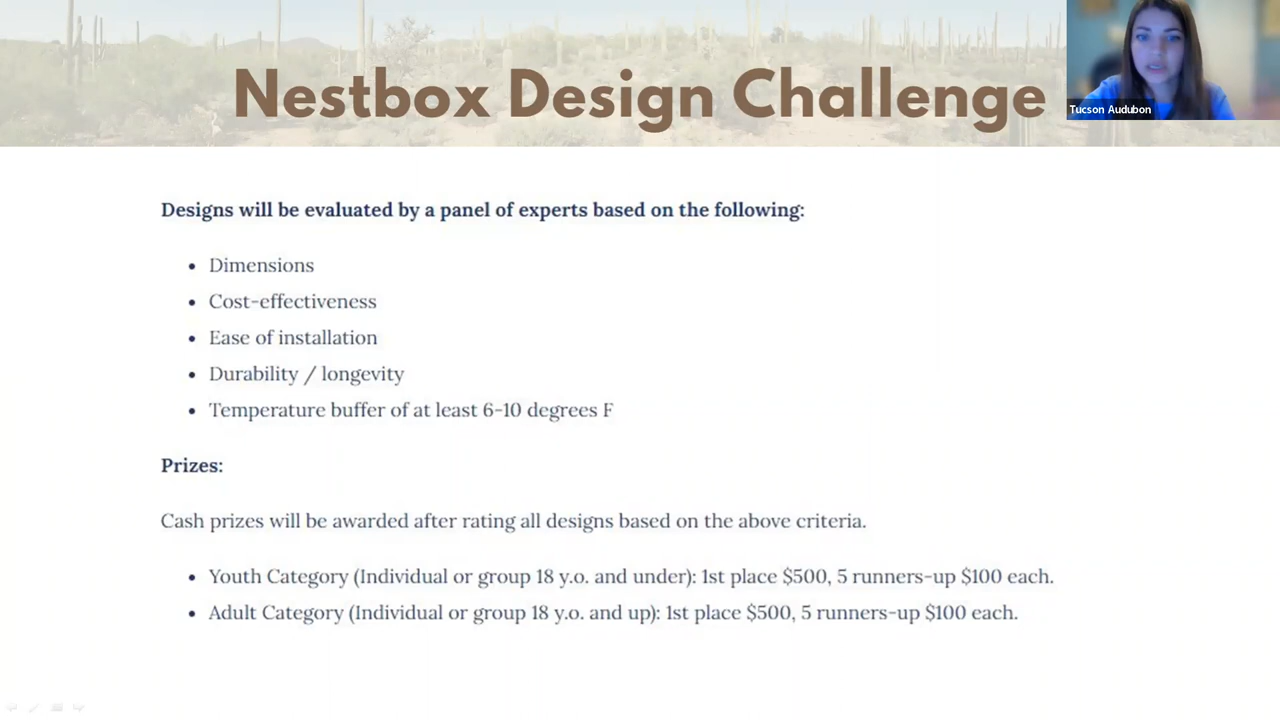 Nestbox Design Challenge
Tucson Audubon
Designs will be evaluated by a panel of experts based on the following:
• Dimensions
• Cost-effectiveness
• Ease of installation
• Durability / longevity
• Temperature buffer of at least 6-10 degrees F
Prizes:
Cash prizes will be awarded after rating all designs based on the above criteria.
• Youth Category (Individual or group 18 y.o. and under): 1st place $500, 5 runners-up $100 each.
• Adult Category (Individual or group 18 y.o. and up): 1st place $500, 5 runners-up $100 each.